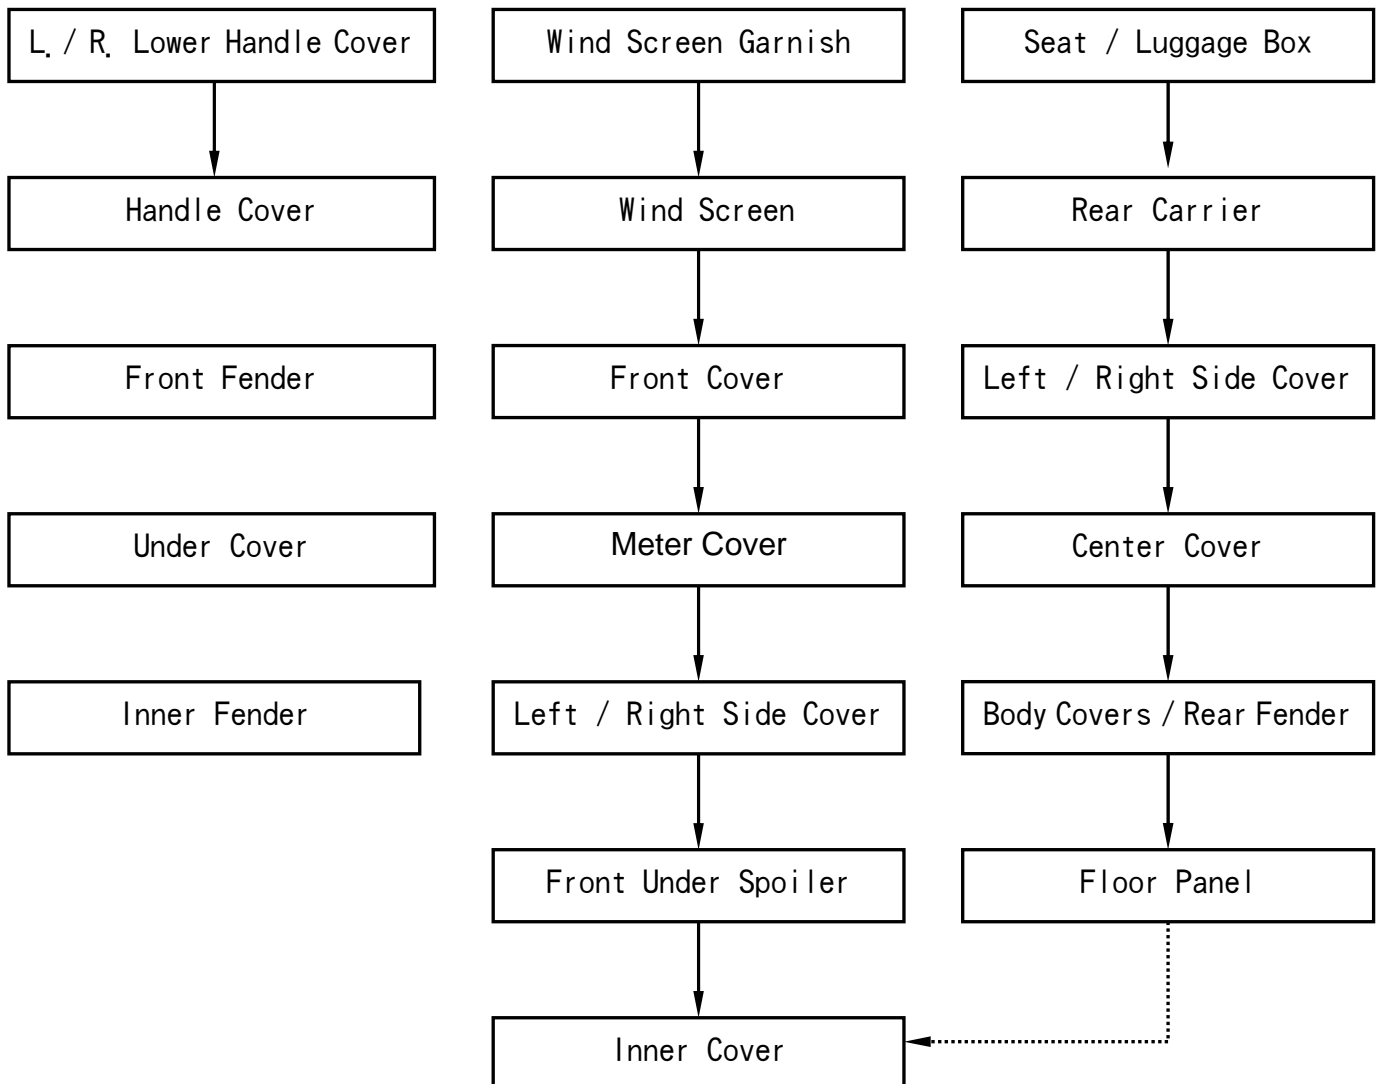 L. / R. Lower Handle Cover
Wind Screen Garnish
Seat / Luggage Box
Handle Cover
Wind Screen
Rear Carrier
Front Fender
Front Cover
Left / Right Side Cover
Under Cover
Meter Cover
Center Cover
Inner Fender
Left / Right Side Cover
Body Covers / Rear Fender
Front Under Spoiler
Floor Panel
Inner Cover